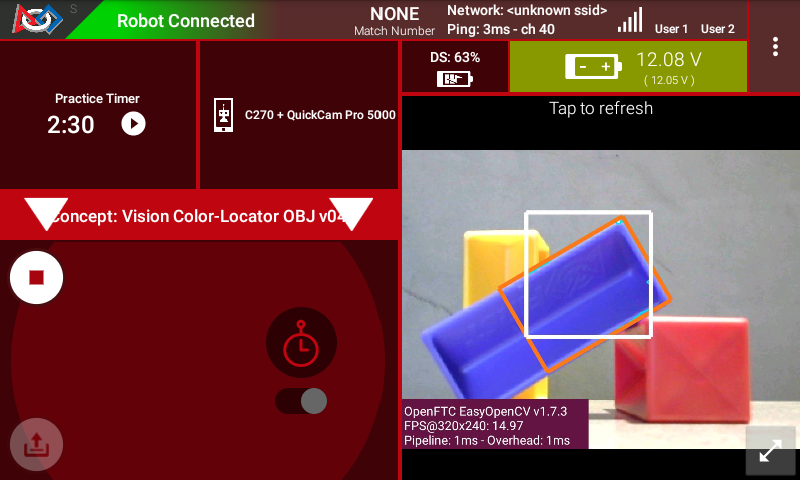 S
Robot Connected
NONE
Match Number
Network: <unknown ssid>
Ping: 3ms - ch 40
User 1 User 2
DS: 63%
12.08 V
( 12.05 V )
Practice Timer
2:30
C270 + QuickCam Pro 5000
Tap to refresh
Concept: Vision Color-Locator OBJ v04
OpenFTC EasyOpenCV v1.7.3
FPS@320x240: 14.97
Pipeline: 1ms - Overhead: 1ms